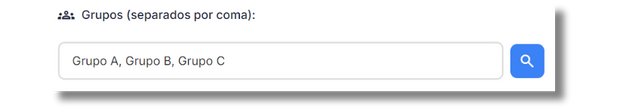 Grupos (separados por coma):
Grupo A, Grupo B, Grupo C